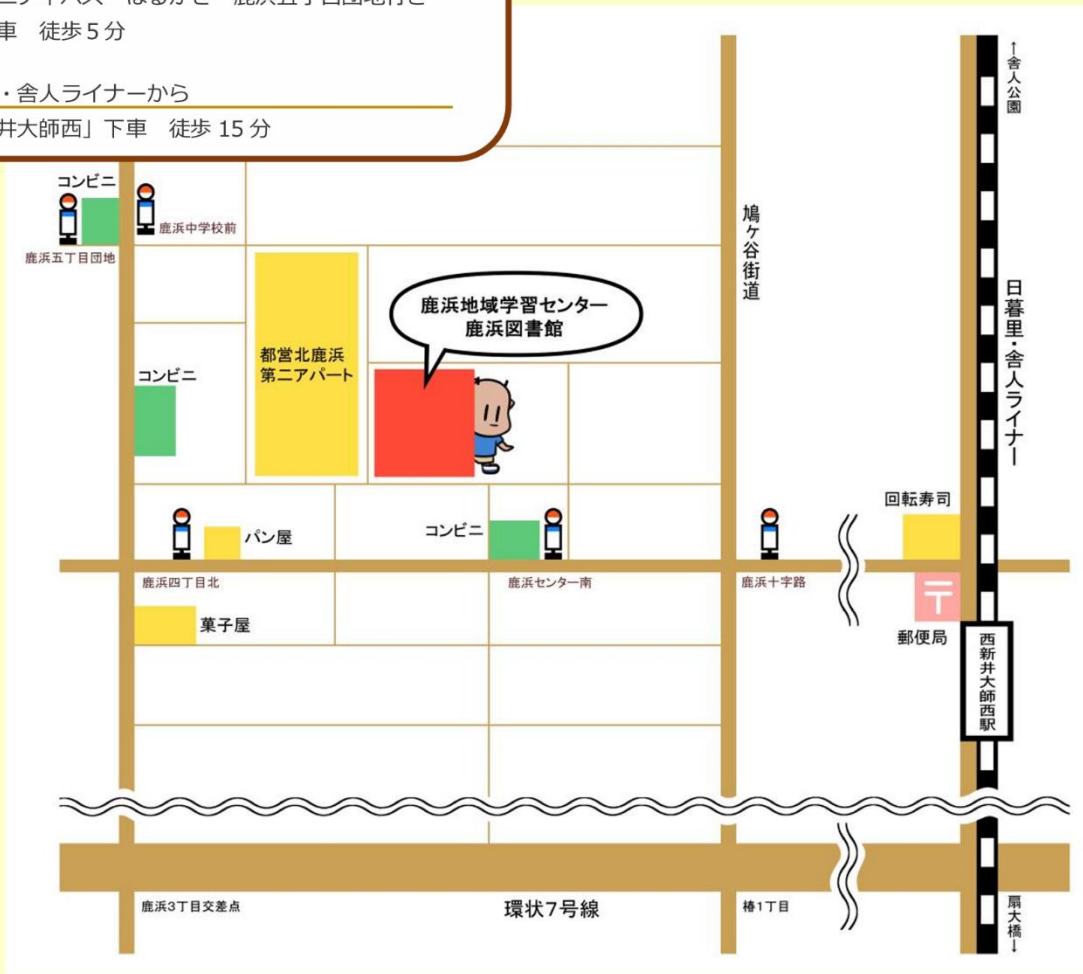 車 徒歩5分
・舎人ライナーから
井大師西」下車 徒歩 15 分
↑舎人公園
コンビニ
鹿浜中学校前
鹿浜五丁目団地
鳩ヶ谷街道
日暮里・舎人ライナー
鹿浜地域学習センター
鹿浜図書館
都営北鹿浜
第二アパート
コンビニ
回転寿司
パン屋
コンビニ
鹿浜四丁目北
鹿浜センター南
鹿浜十字路
〒
菓子屋
郵便局
西新井大師西駅
鹿浜3丁目交差点
環状7号線
椿1丁目
扇大橋↓